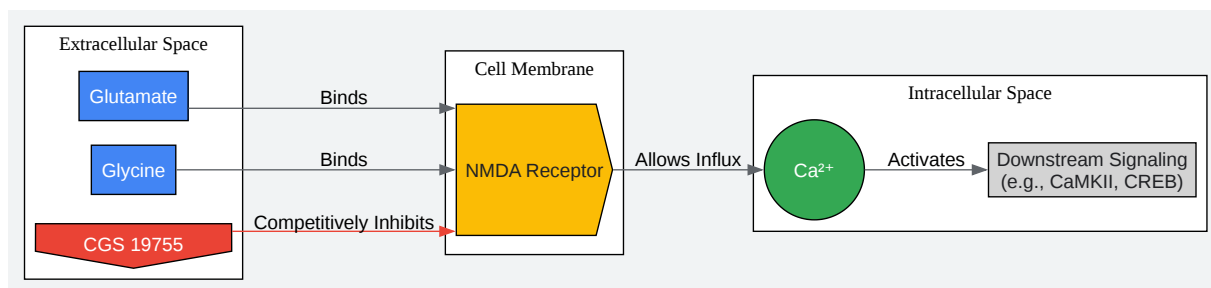 Extracellular Space
Glutamate
Glycine
CGS 19755
Binds
Binds
Competitively Inhibits
Cell Membrane
NMDA Receptor
Allows Influx
Intracellular Space
Ca²⁺
Activates
Downstream Signaling
(e.g., CaMKII, CREB)